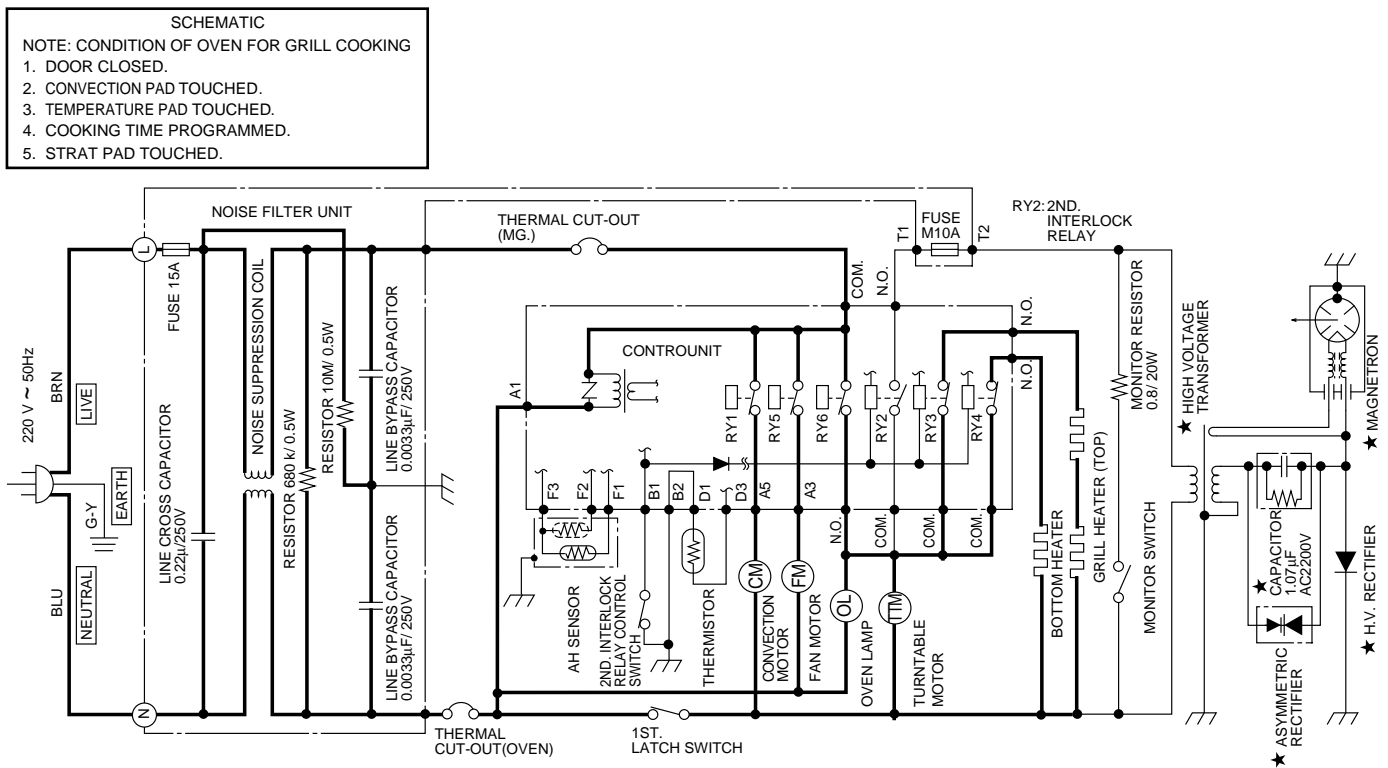 SCHEMATIC
NOTE: CONDITION OF OVEN FOR GRILL COOKING
1. DOOR CLOSED.
2. CONVECTION PAD TOUCHED.
3. TEMPERATURE PAD TOUCHED.
4. COOKING TIME PROGRAMMED.
5. STRAT PAD TOUCHED.
NOISE FILTER UNIT
THERMAL CUT-OUT
(MG.)
FUSE
M10A
T1
T2
RY2: 2ND.
INTERLOCK
RELAY
L
FUSE 15A
NOISE SUPPRESSION COIL
RESISTOR 10M/ 0.5W
LINE BYPASS CAPACITOR
0.0033µF/ 250V
COM.
N.O.
N.O.
N.O.
CONTROUNIT
A1
220 V ~ 50Hz
BRN
LIVE
G-Y
EARTH
BLU
NEUTRAL
LINE CROSS CAPACITOR
0.22µ/250V
RESISTOR 680 k/ 0.5W
LINE BYPASS CAPACITOR
0.0033µF/ 250V
RY1
RY5
RY6
RY2
RY3
RY4
F3
F2
F1
B1
B2
D1
D3
A5
A3
N.O.
COM.
COM.
COM.
AH SENSOR
2ND. INTERLOCK
RELAY CONTROL
SWITCH
THERMISTOR
CM
CONVECTION
MOTOR
FM
FAN MOTOR
OL
OVEN LAMP
TTM
TURNTABLE
MOTOR
BOTTOM HEATER
GRILL HEATER (TOP)
MONITOR RESISTOR
0.8/ 20W
MONITOR SWITCH
★ HIGH VOLTAGE
TRANSFORMER
★ MAGNETRON
★ CAPACITOR
1.07µF
AC2200V
★ H.V. RECTIFIER
★ ASYMMETRIC
RECTIFIER
N
THERMAL
CUT-OUT(OVEN)
1ST.
LATCH SWITCH